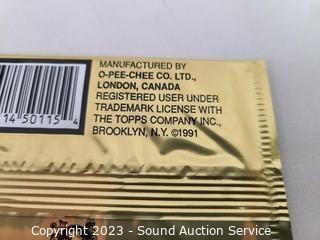 MANUFACTURED BY
O-PEE-CHEE CO. LTD.,
LONDON, CANADA
REGISTERED USER UNDER
TRADEMARK LICENSE WITH
THE TOPPS COMPANY INC.,
BROOKLYN, N.Y. ©1991
14 50115 4
Copyright 2023 - Sound Auction Service